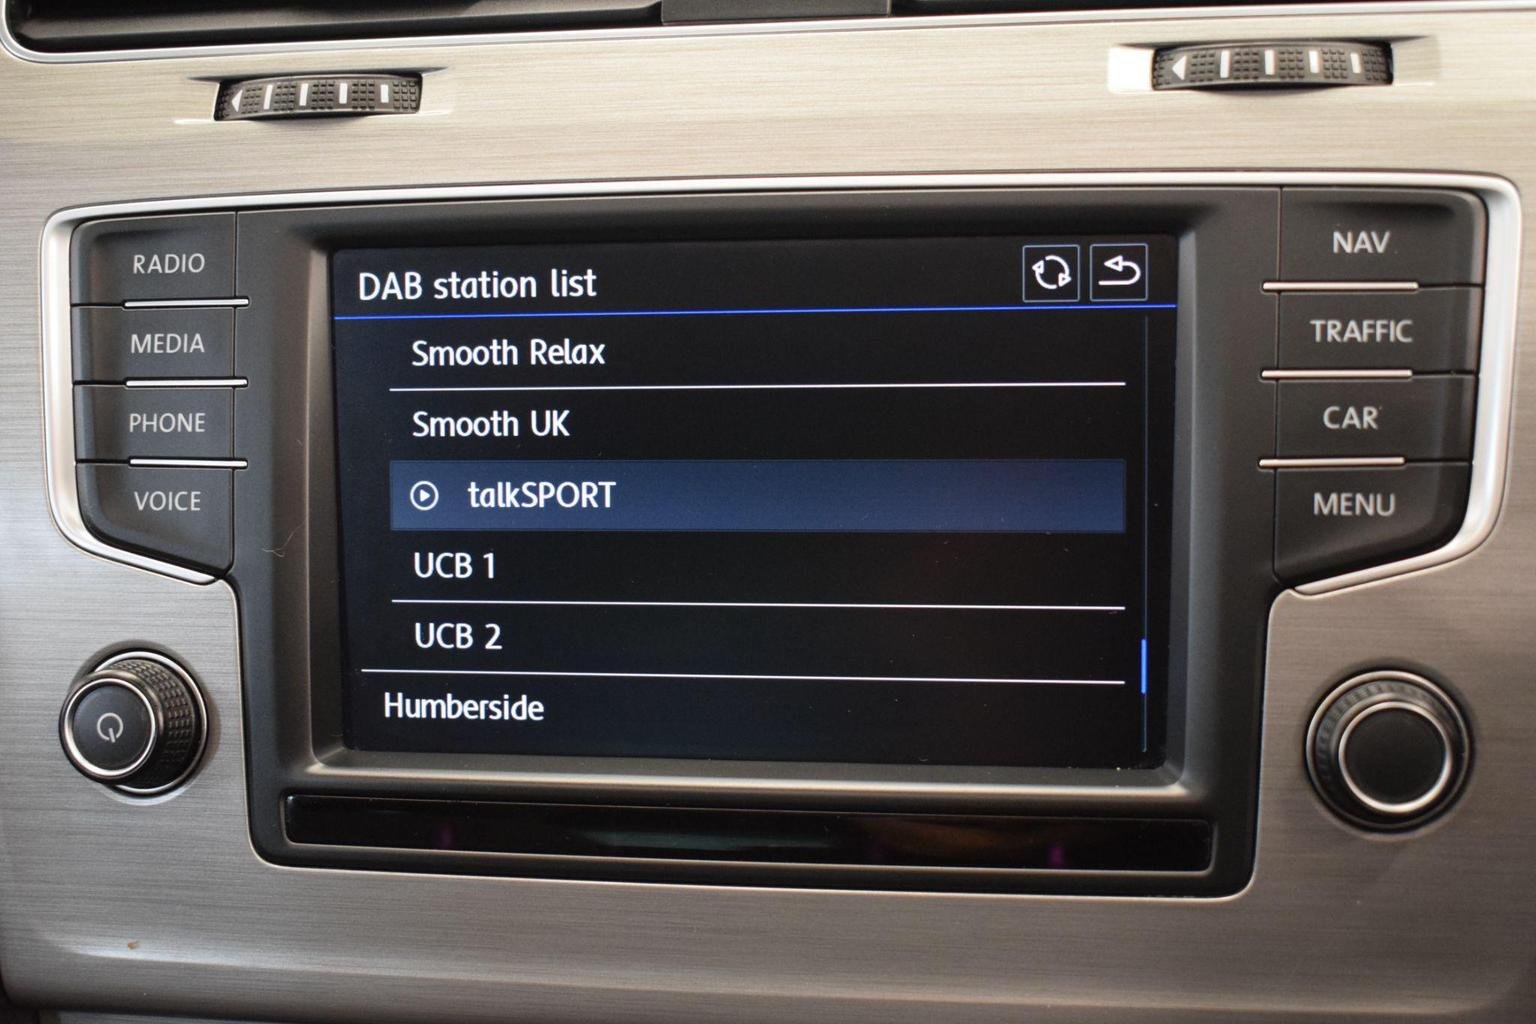 RADIO
MEDIA
PHONE
VOICE
DAB station list
Smooth Relax
Smooth UK
talkSPORT
UCB 1
UCB 2
Humberside
NAV
TRAFFIC
CAR
MENU